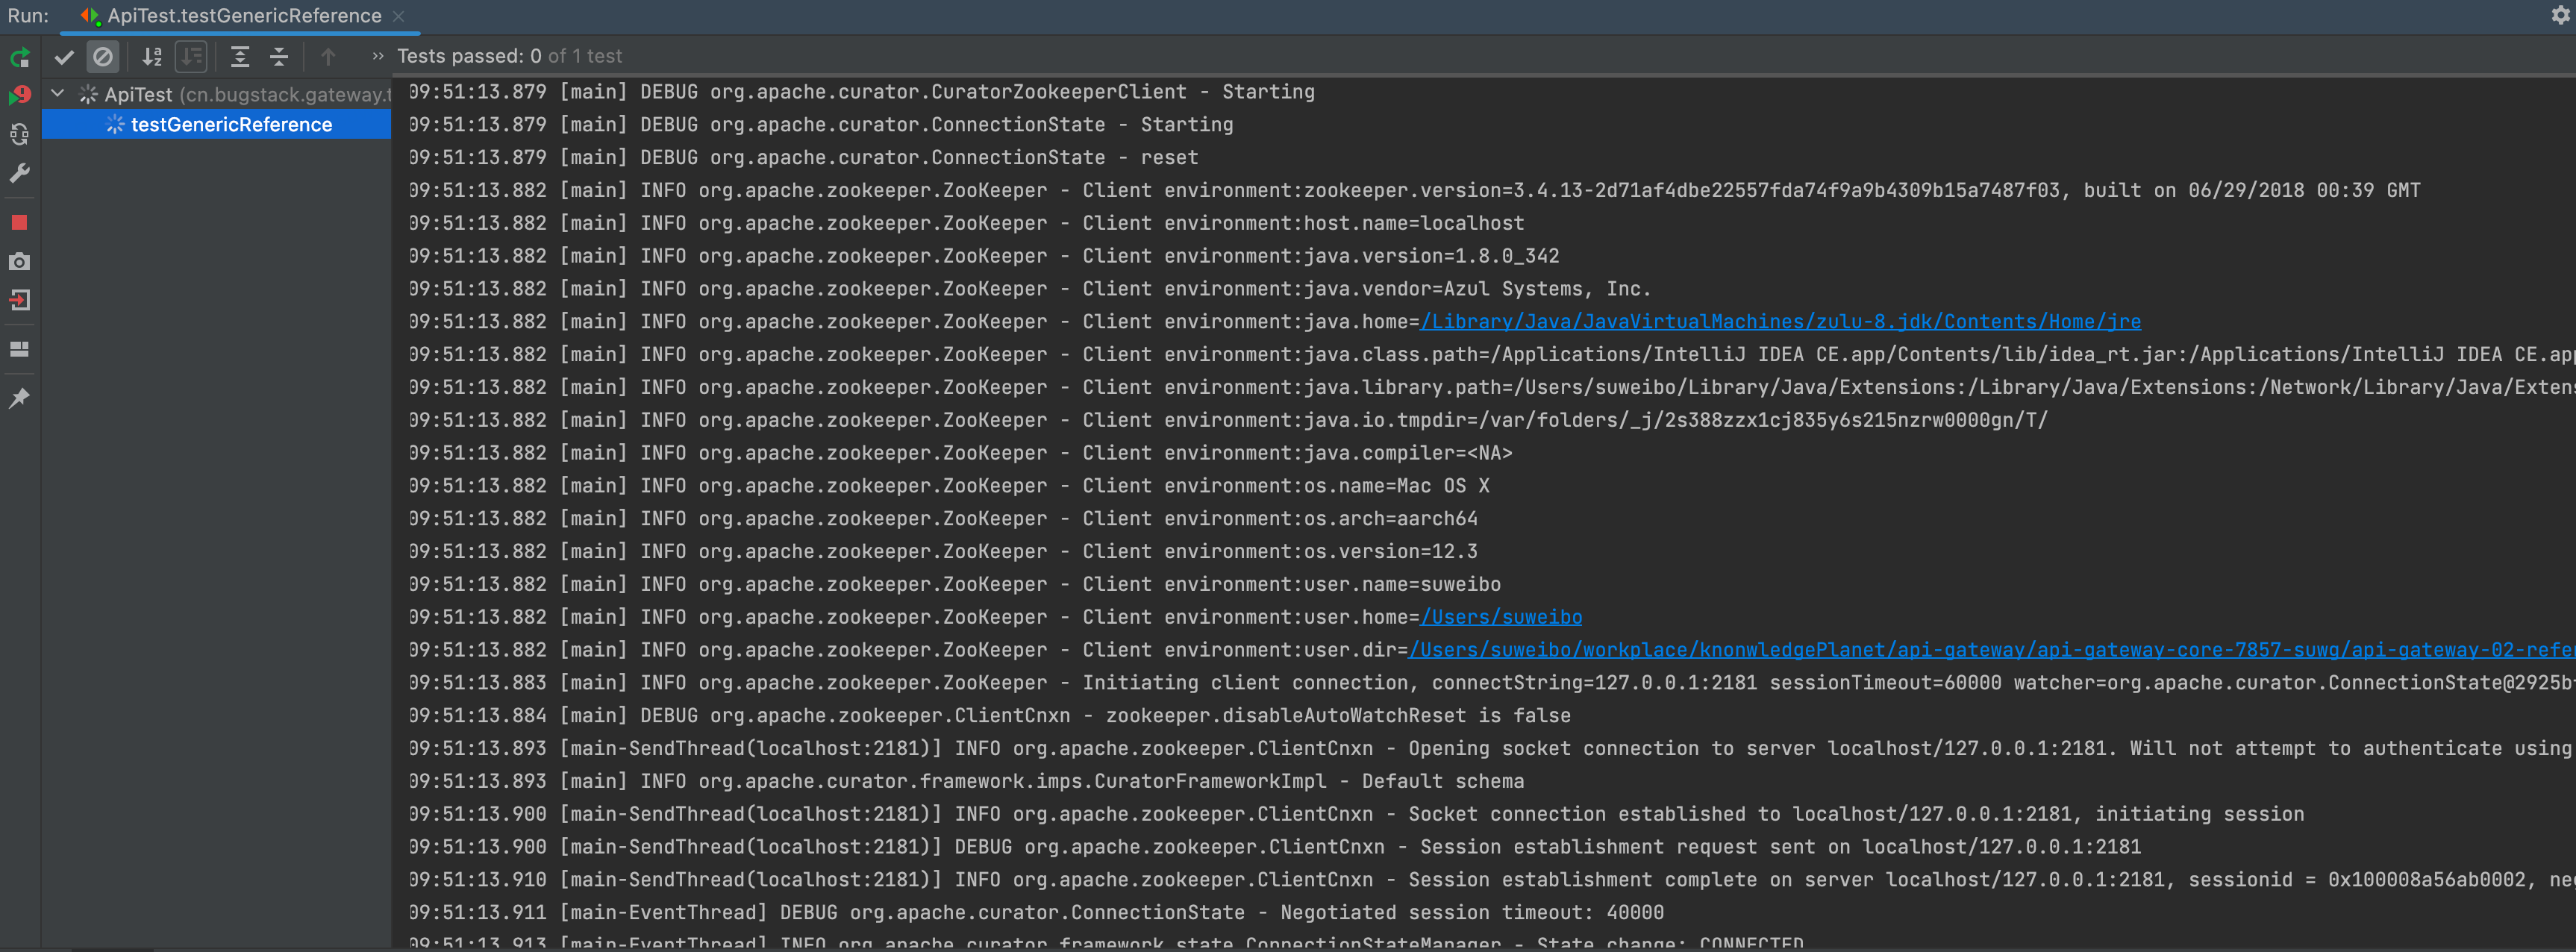 Run: ApiTest.testGenericReference
Tests passed: 0 of 1 test
ApiTest (cn.bugstack.gateway.t
testGenericReference
09:51:13.879 [main] DEBUG org.apache.curator.CuratorZookeeperClient - Starting
09:51:13.879 [main] DEBUG org.apache.curator.ConnectionState - Starting
09:51:13.879 [main] DEBUG org.apache.curator.ConnectionState - reset
09:51:13.882 [main] INFO org.apache.zookeeper.ZooKeeper - Client environment:zookeeper.version=3.4.13-2d71af4dbe22557fda74f9a9b4309b15a7487f03, built on 06/29/2018 00:39 GMT
09:51:13.882 [main] INFO org.apache.zookeeper.ZooKeeper - Client environment:host.name=localhost
09:51:13.882 [main] INFO org.apache.zookeeper.ZooKeeper - Client environment:java.version=1.8.0_342
09:51:13.882 [main] INFO org.apache.zookeeper.ZooKeeper - Client environment:java.vendor=Azul Systems, Inc.
09:51:13.882 [main] INFO org.apache.zookeeper.ZooKeeper - Client environment:java.home=/Library/Java/JavaVirtualMachines/zulu-8.jdk/Contents/Home/jre
09:51:13.882 [main] INFO org.apache.zookeeper.ZooKeeper - Client environment:java.class.path=/Applications/IntelliJ IDEA CE.app/Contents/lib/idea_rt.jar:/Applications/IntelliJ IDEA CE.app
09:51:13.882 [main] INFO org.apache.zookeeper.ZooKeeper - Client environment:java.library.path=/Users/suweibo/Library/Java/Extensions:/Library/Java/Extensions:/Network/Library/Java/Extens
09:51:13.882 [main] INFO org.apache.zookeeper.ZooKeeper - Client environment:java.io.tmpdir=/var/folders/_j/2s388zzx1cj835y6s215nzrw0000gn/T/
09:51:13.882 [main] INFO org.apache.zookeeper.ZooKeeper - Client environment:java.compiler=<NA>
09:51:13.882 [main] INFO org.apache.zookeeper.ZooKeeper - Client environment:os.name=Mac OS X
09:51:13.882 [main] INFO org.apache.zookeeper.ZooKeeper - Client environment:os.arch=aarch64
09:51:13.882 [main] INFO org.apache.zookeeper.ZooKeeper - Client environment:os.version=12.3
09:51:13.882 [main] INFO org.apache.zookeeper.ZooKeeper - Client environment:user.name=suweibo
09:51:13.882 [main] INFO org.apache.zookeeper.ZooKeeper - Client environment:user.home=/Users/suweibo
09:51:13.882 [main] INFO org.apache.zookeeper.ZooKeeper - Client environment:user.dir=/Users/suweibo/workplace/knonwledgePlanet/api-gateway/api-gateway-core-7857-suwg/api-gateway-02-refe
09:51:13.883 [main] INFO org.apache.zookeeper.ZooKeeper - Initiating client connection, connectString=127.0.0.1:2181 sessionTimeout=60000 watcher=org.apache.curator.ConnectionState@2925b
09:51:13.884 [main] DEBUG org.apache.zookeeper.ClientCnxn - zookeeper.disableAutoWatchReset is false
09:51:13.893 [main-SendThread(localhost:2181)] INFO org.apache.zookeeper.ClientCnxn - Opening socket connection to server localhost/127.0.0.1:2181. Will not attempt to authenticate using
09:51:13.893 [main] INFO org.apache.curator.framework.imps.CuratorFrameworkImpl - Default schema
09:51:13.900 [main-SendThread(localhost:2181)] INFO org.apache.zookeeper.ClientCnxn - Socket connection established to localhost/127.0.0.1:2181, initiating session
09:51:13.900 [main-SendThread(localhost:2181)] DEBUG org.apache.zookeeper.ClientCnxn - Session establishment request sent on localhost/127.0.0.1:2181
09:51:13.910 [main-SendThread(localhost:2181)] INFO org.apache.zookeeper.ClientCnxn - Session establishment complete on server localhost/127.0.0.1:2181, sessionid = 0x100008a56ab0002, ne
09:51:13.911 [main-EventThread] DEBUG org.apache.curator.ConnectionState - Negotiated session timeout: 40000
09:51:13.913 [main-EventThread] INFO org.apache.curator.framework.state.ConnectionStateManager - State change: CONNECTED